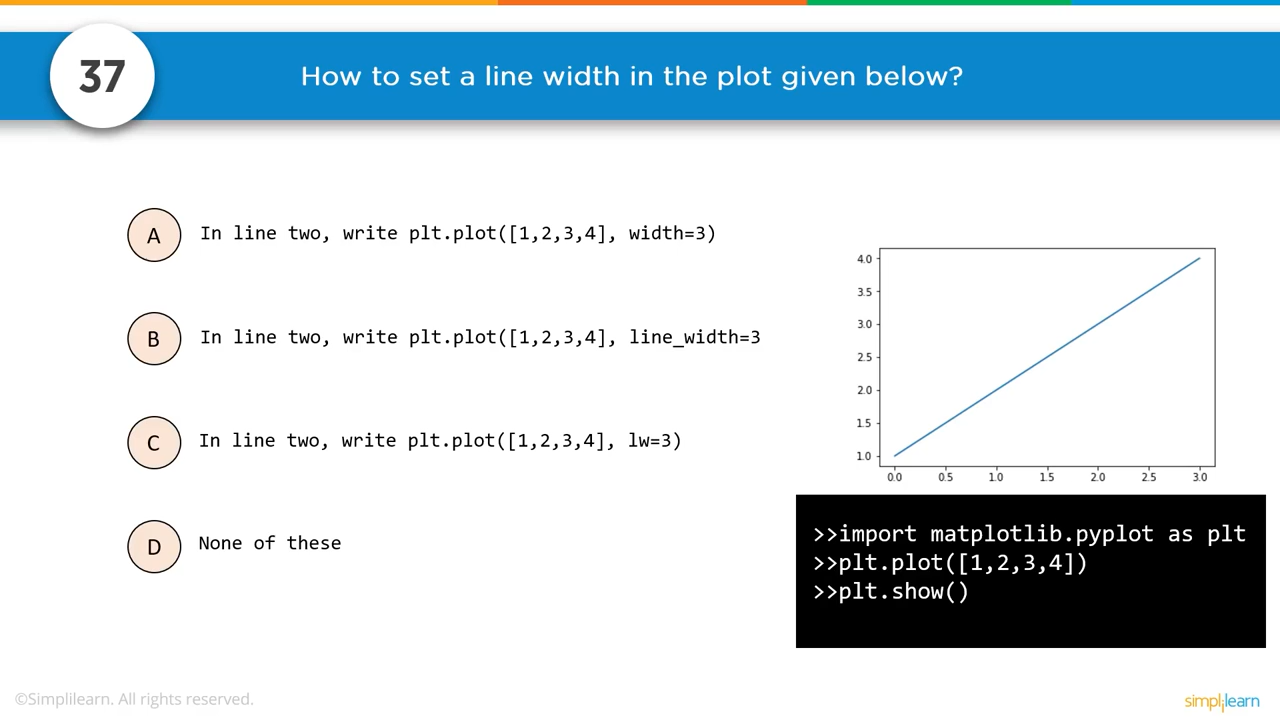 37
How to set a line width in the plot given below?
A
In line two, write plt.plot([1,2,3,4], width=3)
B
In line two, write plt.plot([1,2,3,4], line_width=3
C
In line two, write plt.plot([1,2,3,4], lw=3)
D
None of these
4.0
3.5
3.0
2.5
2.0
1.5
1.0
0.0 0.5 1.0 1.5 2.0 2.5 3.0
>>import matplotlib.pyplot as plt
>>plt.plot([1,2,3,4])
>>plt.show()
©Simplilearn. All rights reserved.
simplilearn